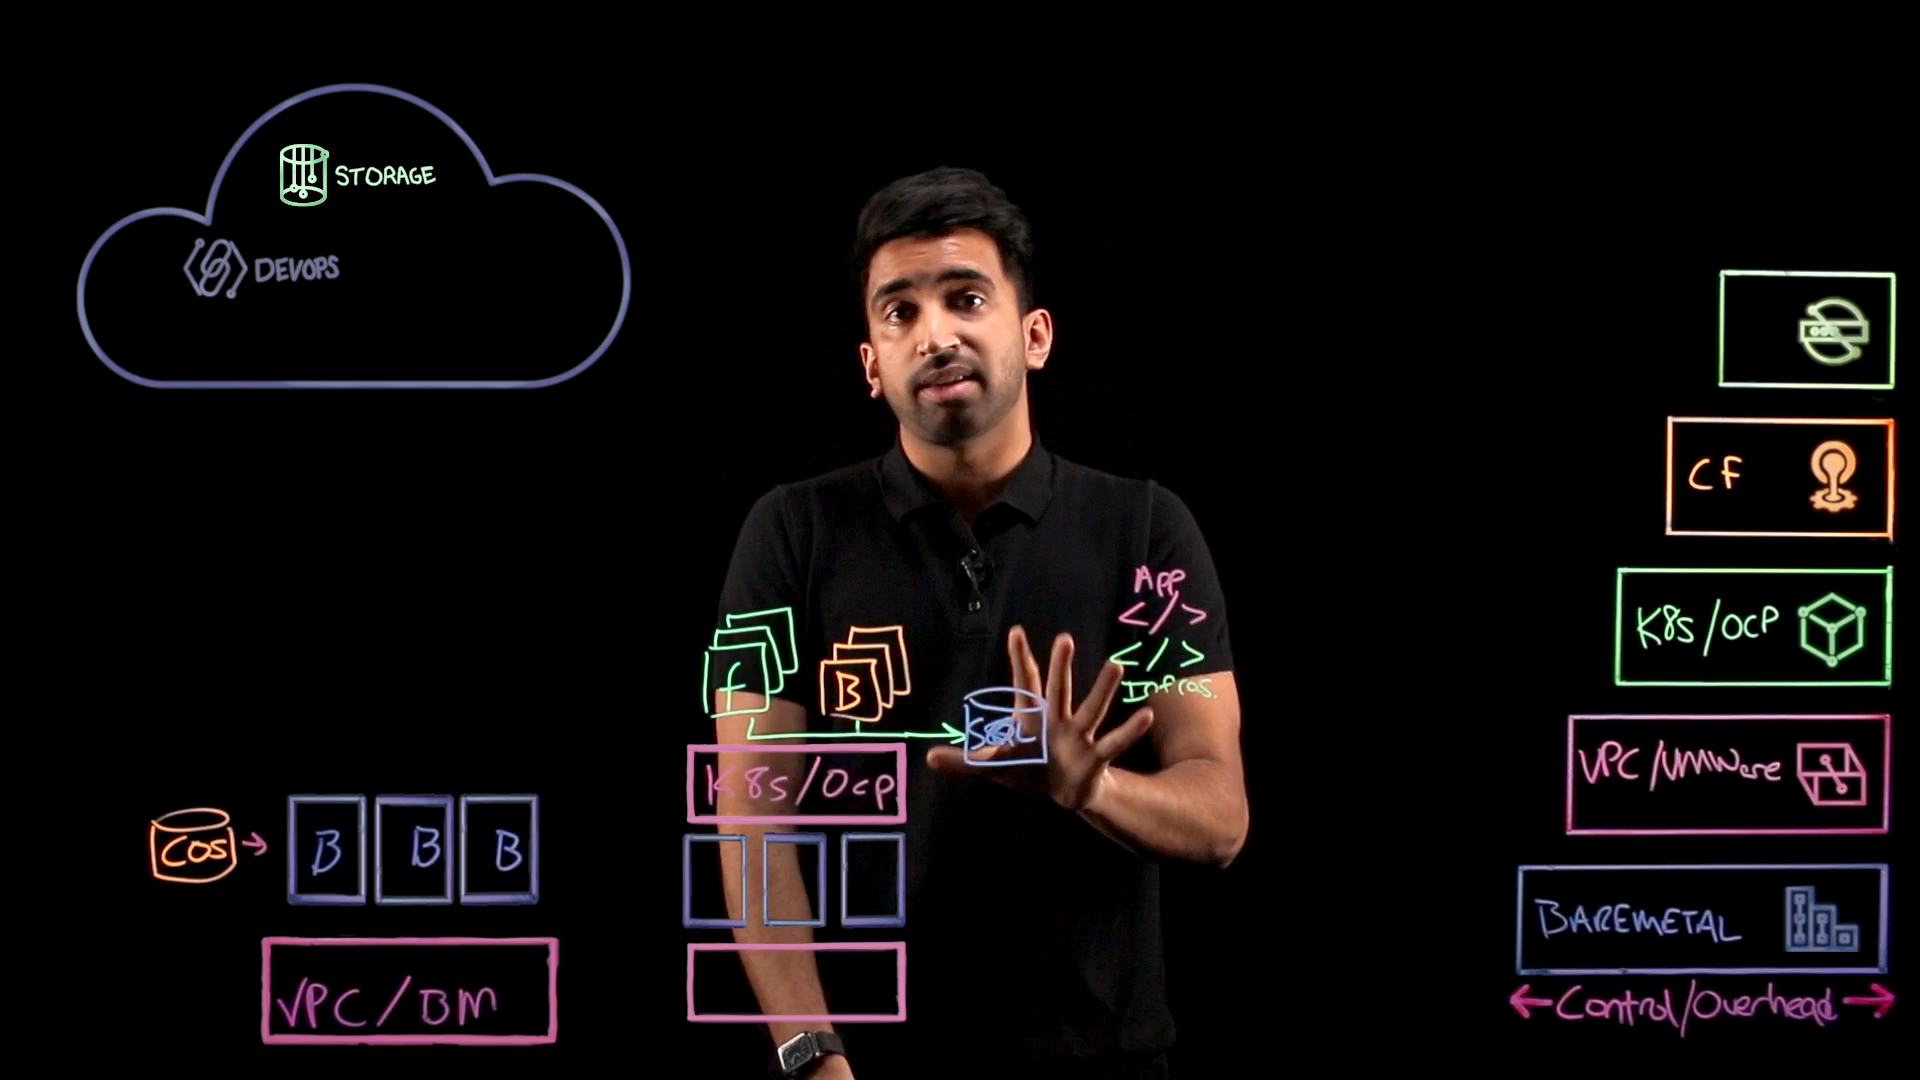 STORAGE
DEVOPS
COS
B
B
B
VPC/BM
f
B
SQL
K8s/OCP
App
</>
</>
Infras.
CF
K8s/OCP
VPC/VMWare
BAREMETAL
Control/Overhead